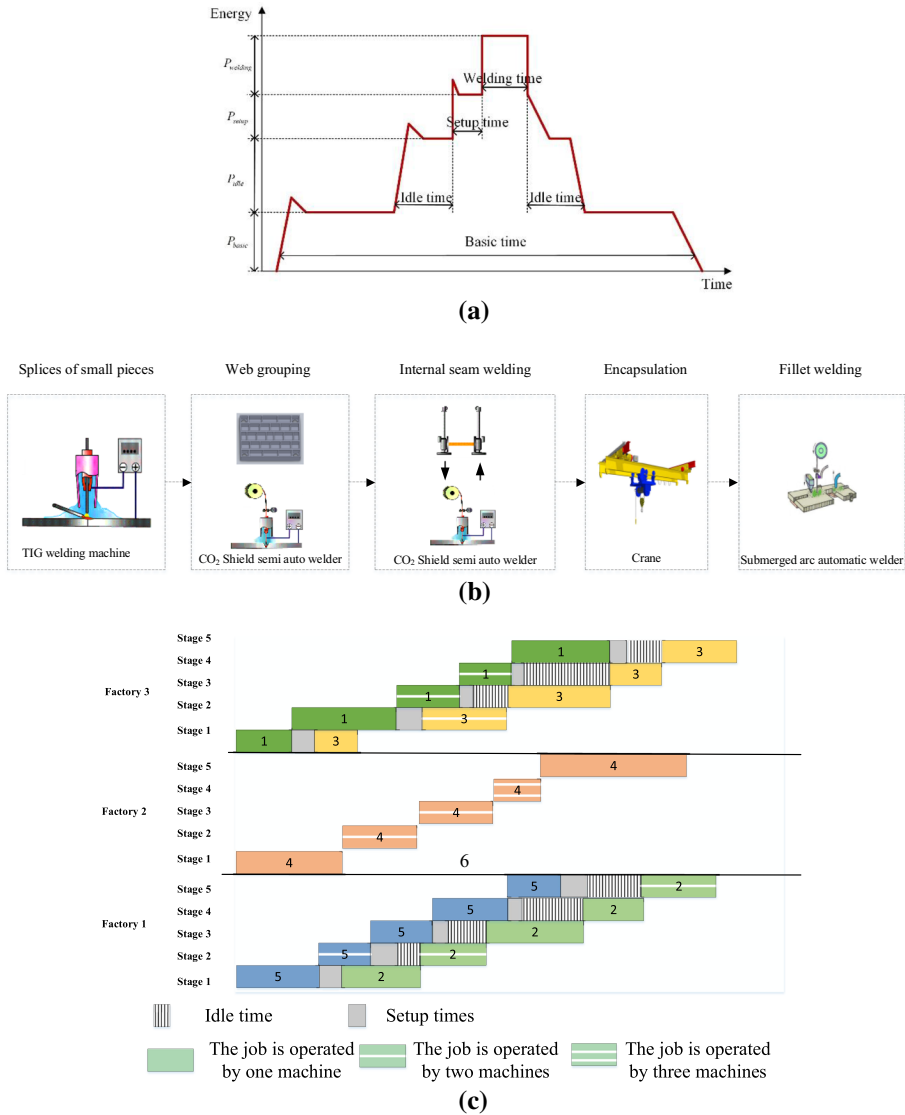 Energy
P_welding
Welding time
P_setup
Setup time
P_idle
Idle time
Idle time
P_basic
Basic time
Time
(a)
Splices of small pieces
Web grouping
Internal seam welding
Encapsulation
Fillet welding
TIG welding machine
CO₂ Shield semi auto welder
CO₂ Shield semi auto welder
Crane
Submerged arc automatic welder
(b)
Factory 3
Stage 5
1
3
Stage 4
1
3
Stage 3
1
3
Stage 2
1
3
Stage 1
1
3
Factory 2
Stage 5
4
Stage 4
4
Stage 3
4
Stage 2
4
Stage 1
4
6
Factory 1
Stage 5
5
2
Stage 4
5
2
Stage 3
5
2
Stage 2
5
2
Stage 1
5
2
Idle time
Setup times
The job is operated
by one machine
The job is operated
by two machines
The job is operated
by three machines
(c)